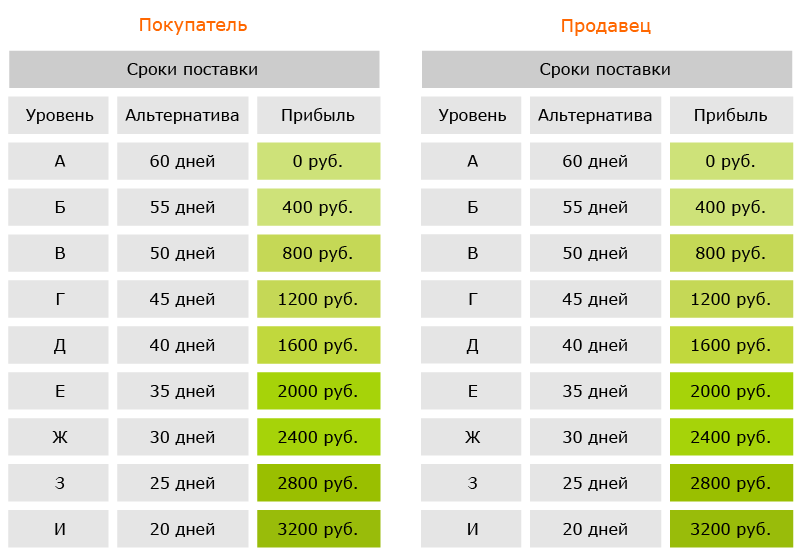 Покупатель
Сроки поставки
Уровень Альтернатива Прибыль
А 60 дней 0 руб.
Б 55 дней 400 руб.
В 50 дней 800 руб.
Г 45 дней 1200 руб.
Д 40 дней 1600 руб.
Е 35 дней 2000 руб.
Ж 30 дней 2400 руб.
З 25 дней 2800 руб.
И 20 дней 3200 руб.
Продавец
Сроки поставки
Уровень Альтернатива Прибыль
А 60 дней 0 руб.
Б 55 дней 400 руб.
В 50 дней 800 руб.
Г 45 дней 1200 руб.
Д 40 дней 1600 руб.
Е 35 дней 2000 руб.
Ж 30 дней 2400 руб.
З 25 дней 2800 руб.
И 20 дней 3200 руб.